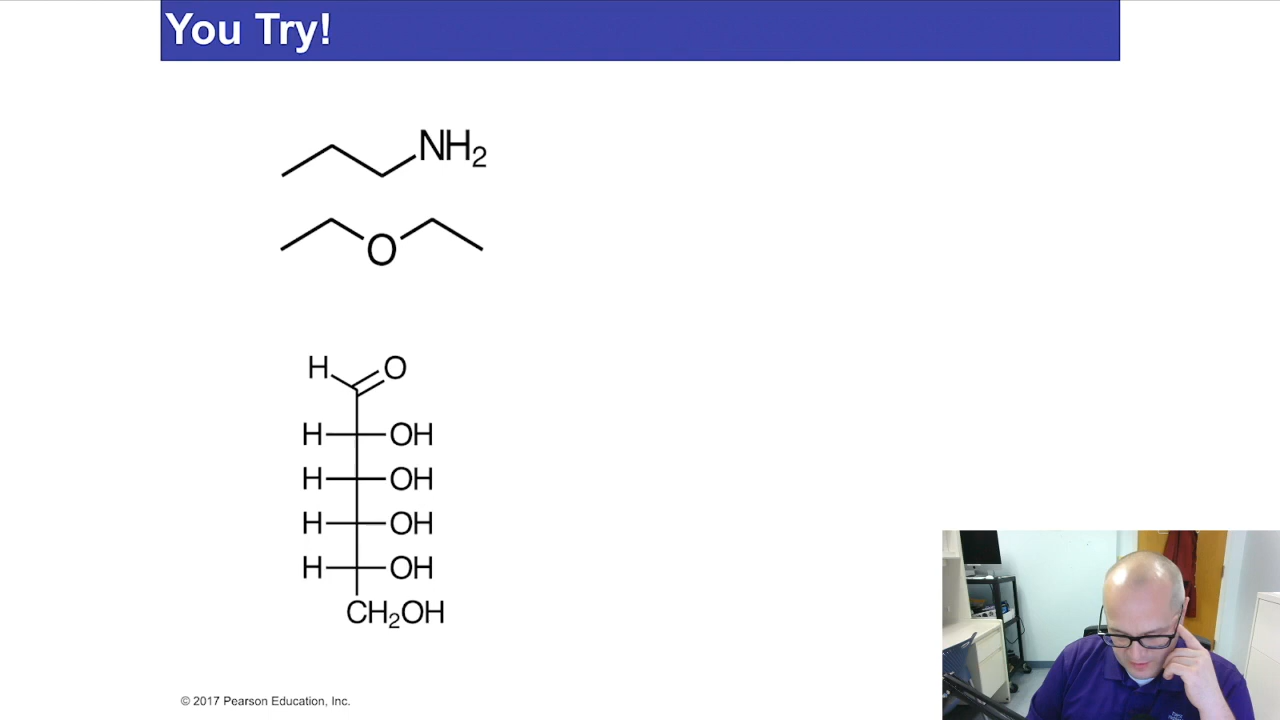 You Try!
NH2
O
H O
H OH
H OH
H OH
H OH
CH2OH
© 2017 Pearson Education, Inc.